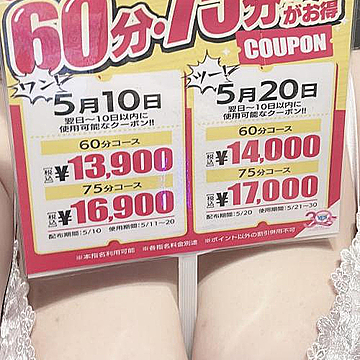 60分・75分がお得
COUPON
ワン
5月10日
翌日～10日以内に
使用可能なクーポン!!
60分コース
税込¥13,900
75分コース
税込¥16,900
配布期間:5/10 使用期間:5/11～20
ツー
5月20日
翌日～10日以内に
使用可能なクーポン!!
60分コース
税込¥14,000
75分コース
税込¥17,000
配布期間:5/20 使用期間:5/21～30
※本指名利用可能 ※各指名料金別途 ※ポイント以外の割引併用不可